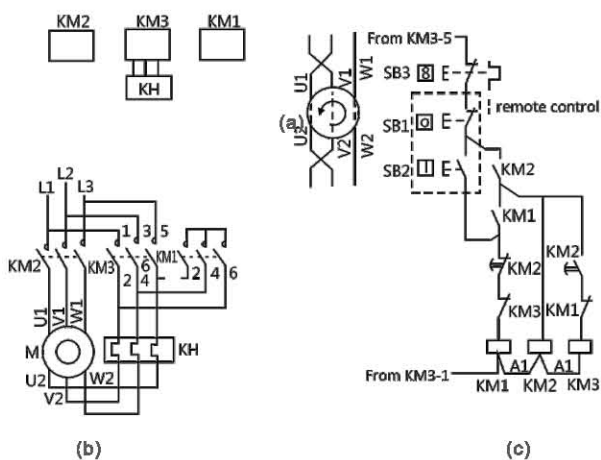 KM2 KM3 KM1
KH
U1 V1 W1
(a)
U2 V2 W2
From KM3-5
SB3 8 E
remote control
SB1 o E
SB2 I E
KM2
KM1
KM2 KM2
KM3 KM1
A1 A1
From KM3-1
KM1 KM2 KM3
L1 L2 L3
1 3 5
KM2 KM3 6 KM1
2 4 2 4 6
U1 V1 W1
M
KH
U2 W2
V2
(b)
(c)